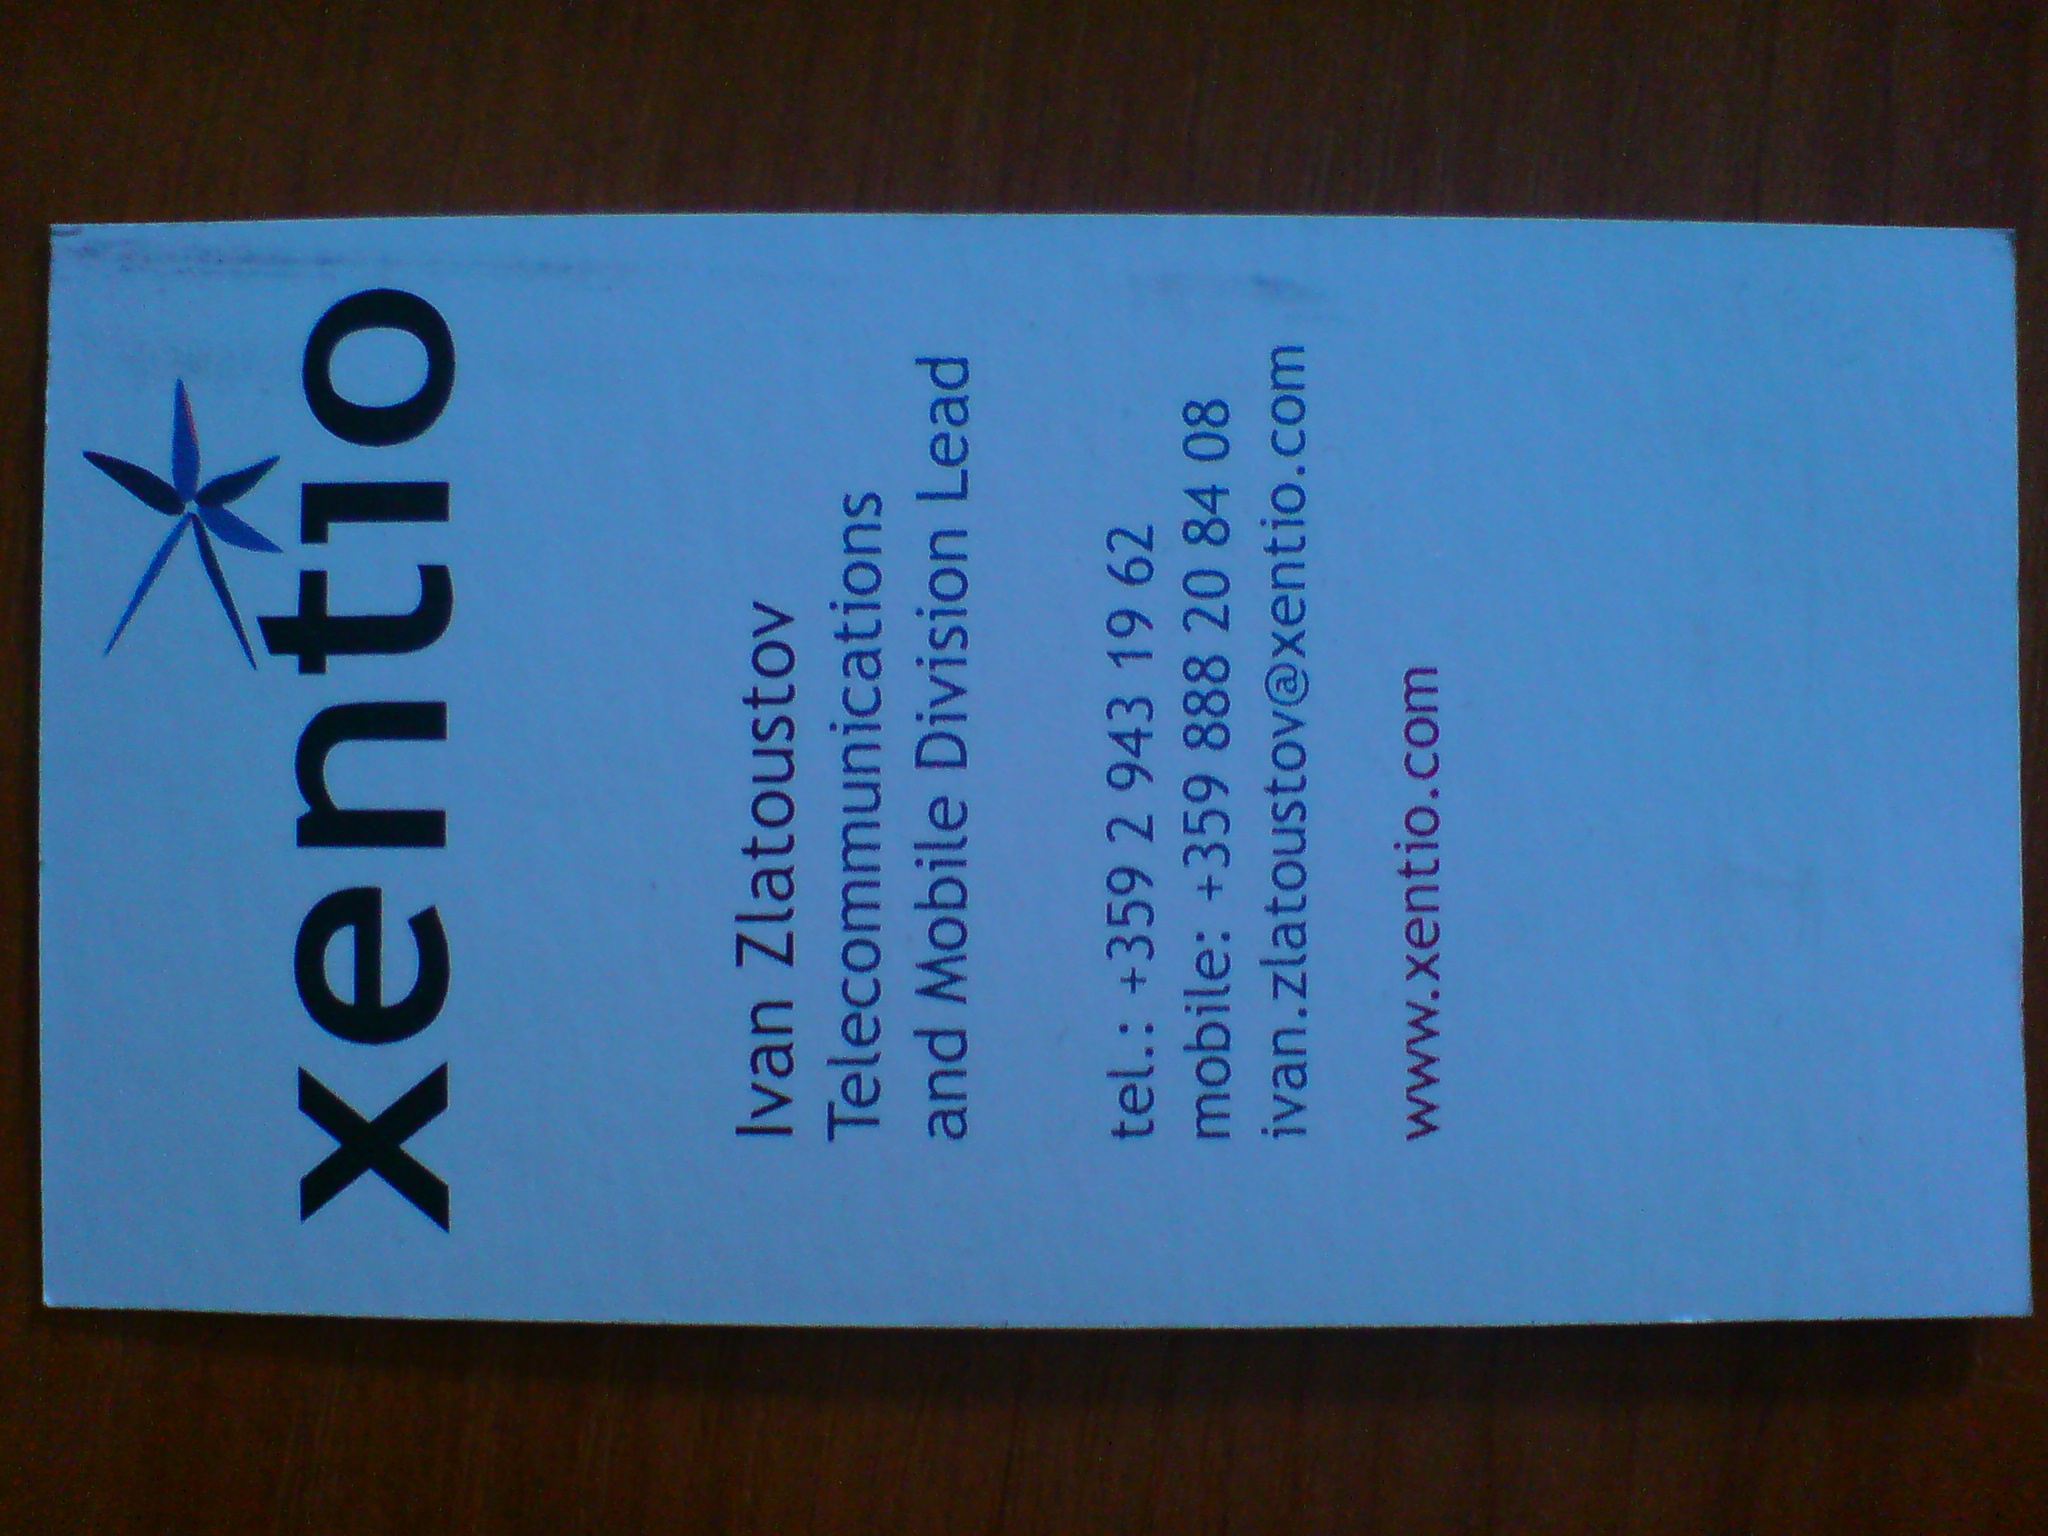 xentio
Ivan Zlatoustov
Telecommunications
and Mobile Division Lead
tel.: +359 2 943 19 62
mobile: +359 888 20 84 08
ivan.zlatoustov@xentio.com
www.xentio.com